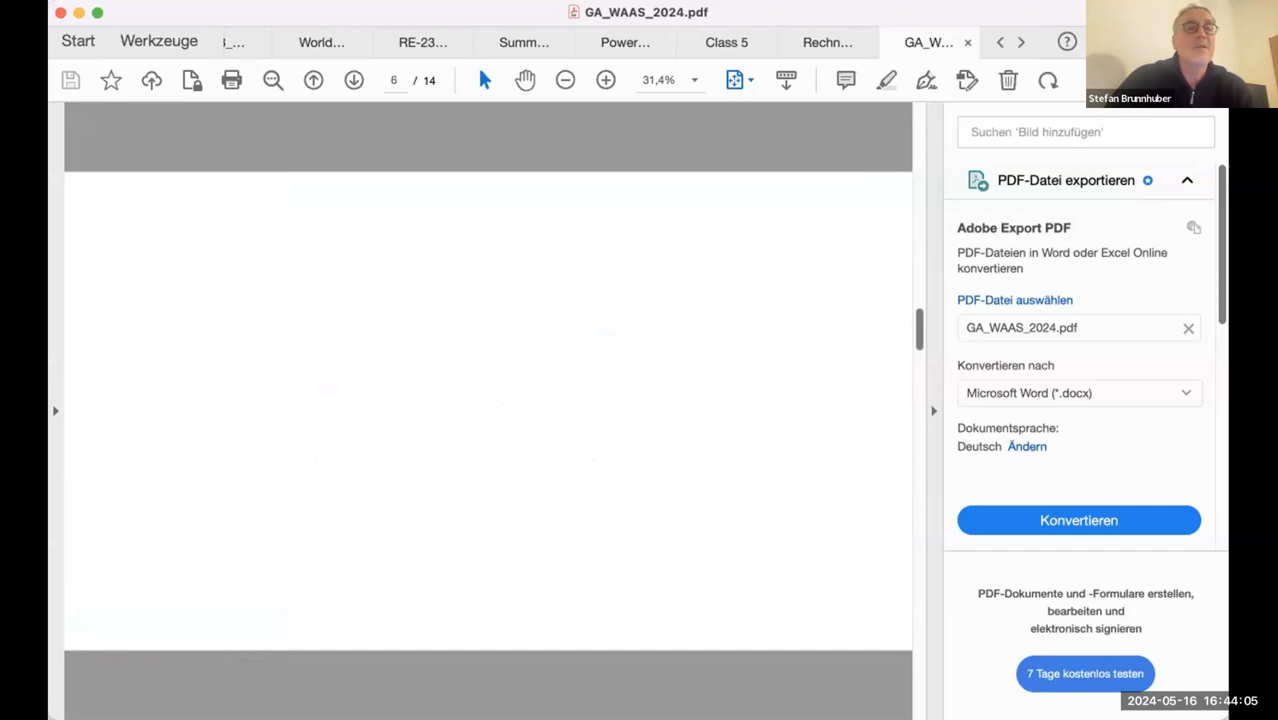 GA_WAAS_2024.pdf
Start Werkzeuge l_... World... RE-23... Summ... Power... Class 5 Rechn... GA_W...
6 / 14 31,4%
Stefan Brunnhuber
Suchen 'Bild hinzufügen'
PDF-Datei exportieren
Adobe Export PDF
PDF-Dateien in Word oder Excel Online
konvertieren
PDF-Datei auswählen
GA_WAAS_2024.pdf
Konvertieren nach
Microsoft Word (*.docx)
Dokumentsprache:
Deutsch Ändern
Konvertieren
PDF-Dokumente und -Formulare erstellen,
bearbeiten und
elektronisch signieren
7 Tage kostenlos testen
2024-05-16 16:44:05